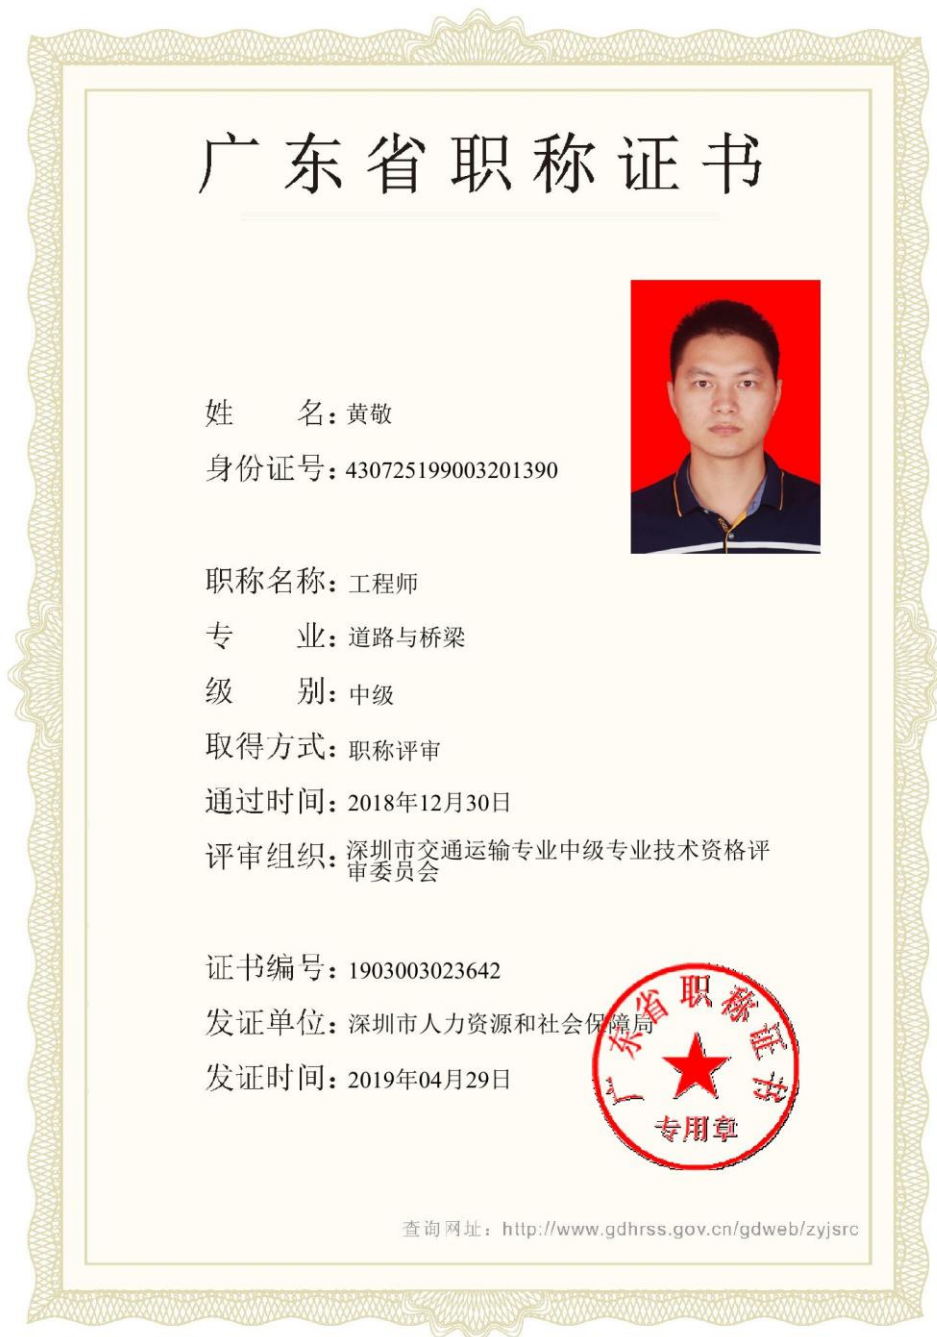 广东省职称证书
姓 名：黄敬
身份证号：430725199003201390
职称名称：工程师
专 业：道路与桥梁
级 别：中级
取得方式：职称评审
通过时间：2018年12月30日
评审组织：深圳市交通运输专业中级专业技术资格评
审委员会
证书编号：1903003023642
发证单位：深圳市人力资源和社会保障局
发证时间：2019年04月29日
广东省职称证书
专用章
查询网址：http://www.gdhrss.gov.cn/gdweb/zyjsrc